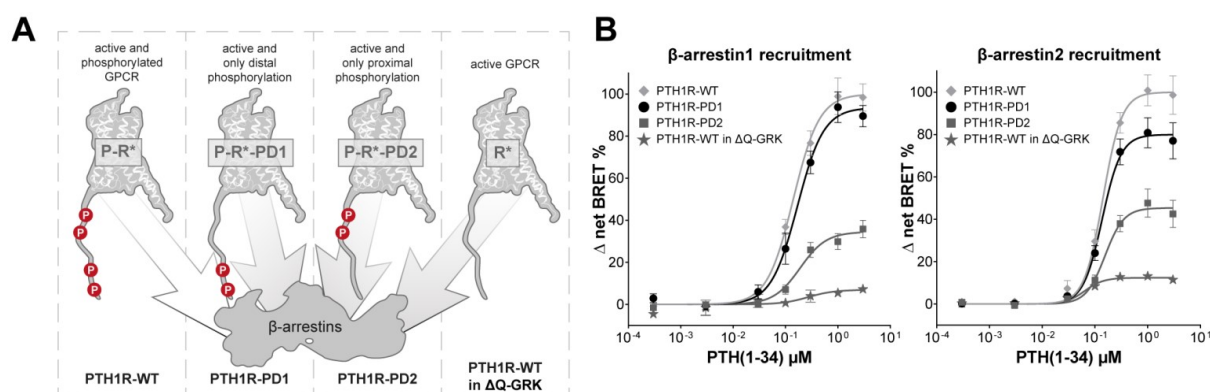 A
active and
phosphorylated
GPCR
active and
only distal
phosphorylation
active and
only proximal
phosphorylation
active GPCR
P-R*
P-R*-PD1
P-R*-PD2
R*
P
P
P
P
P
P
P
P
β-arrestins
PTH1R-WT
PTH1R-PD1
PTH1R-PD2
PTH1R-WT
in ΔQ-GRK
B
β-arrestin1 recruitment
PTH1R-WT
PTH1R-PD1
PTH1R-PD2
PTH1R-WT in ΔQ-GRK
Δ net BRET %
100
80
60
40
20
0
10⁻⁴ 10⁻³ 10⁻² 10⁻¹ 10⁰ 10¹
PTH(1-34) μM
β-arrestin2 recruitment
PTH1R-WT
PTH1R-PD1
PTH1R-PD2
PTH1R-WT in ΔQ-GRK
Δ net BRET %
100
80
60
40
20
0
10⁻⁴ 10⁻³ 10⁻² 10⁻¹ 10⁰ 10¹
PTH(1-34) μM